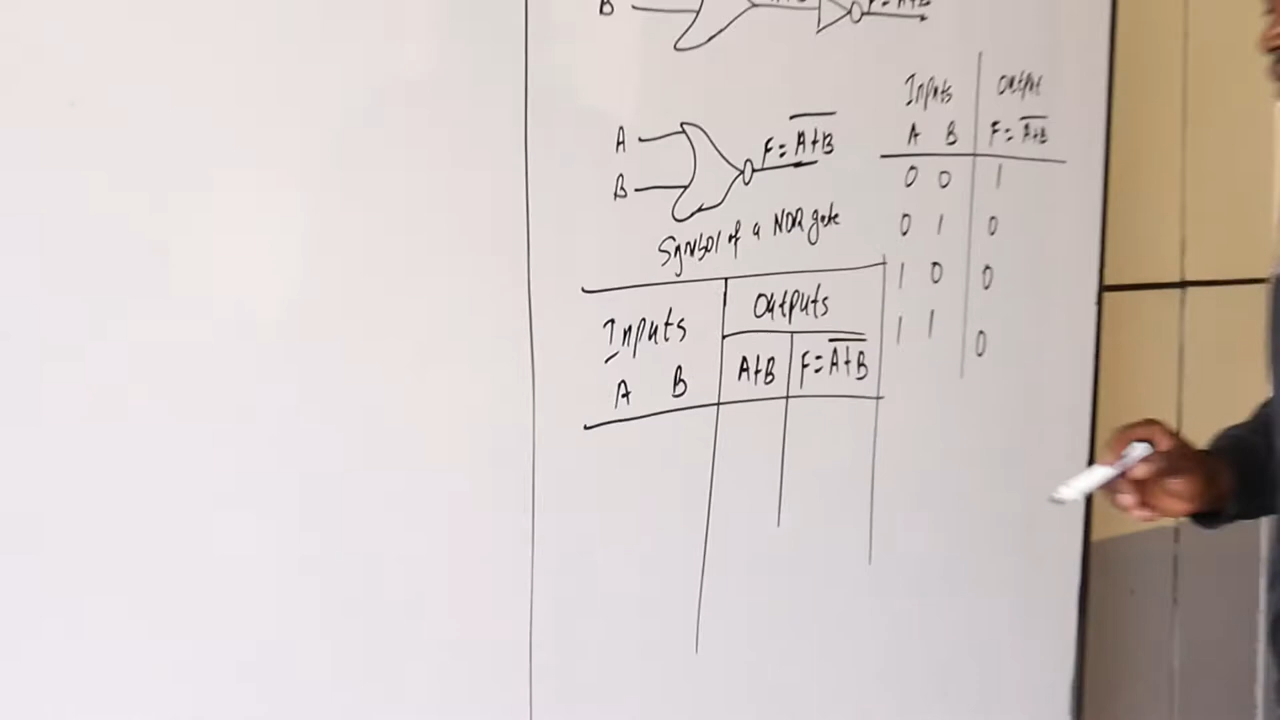 B F = A+B
A
B
F = A+B
Symbol of a NOR gate
Inputs Output
A B F = A+B
0 0 1
0 1 0
1 0 0
1 1 0
Inputs Outputs
A B A+B F = A+B